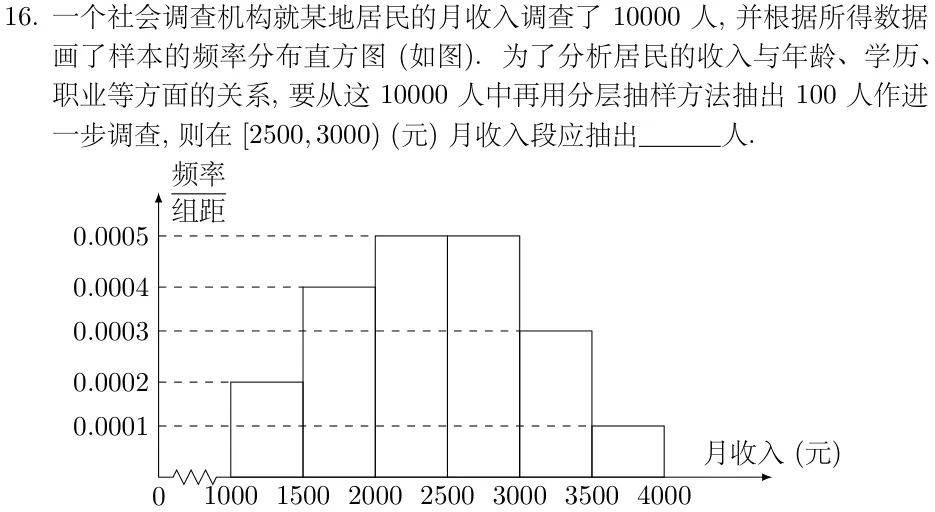 16. 一个社会调查机构就某地居民的月收入调查了 10000 人, 并根据所得数据
画了样本的频率分布直方图 (如图). 为了分析居民的收入与年龄、学历、
职业等方面的关系, 要从这 10000 人中再用分层抽样方法抽出 100 人作进
一步调查, 则在 [2500, 3000) (元) 月收入段应抽出______人.
频率
组距
0.0005
0.0004
0.0003
0.0002
0.0001
月收入 (元)
0 1000 1500 2000 2500 3000 3500 4000